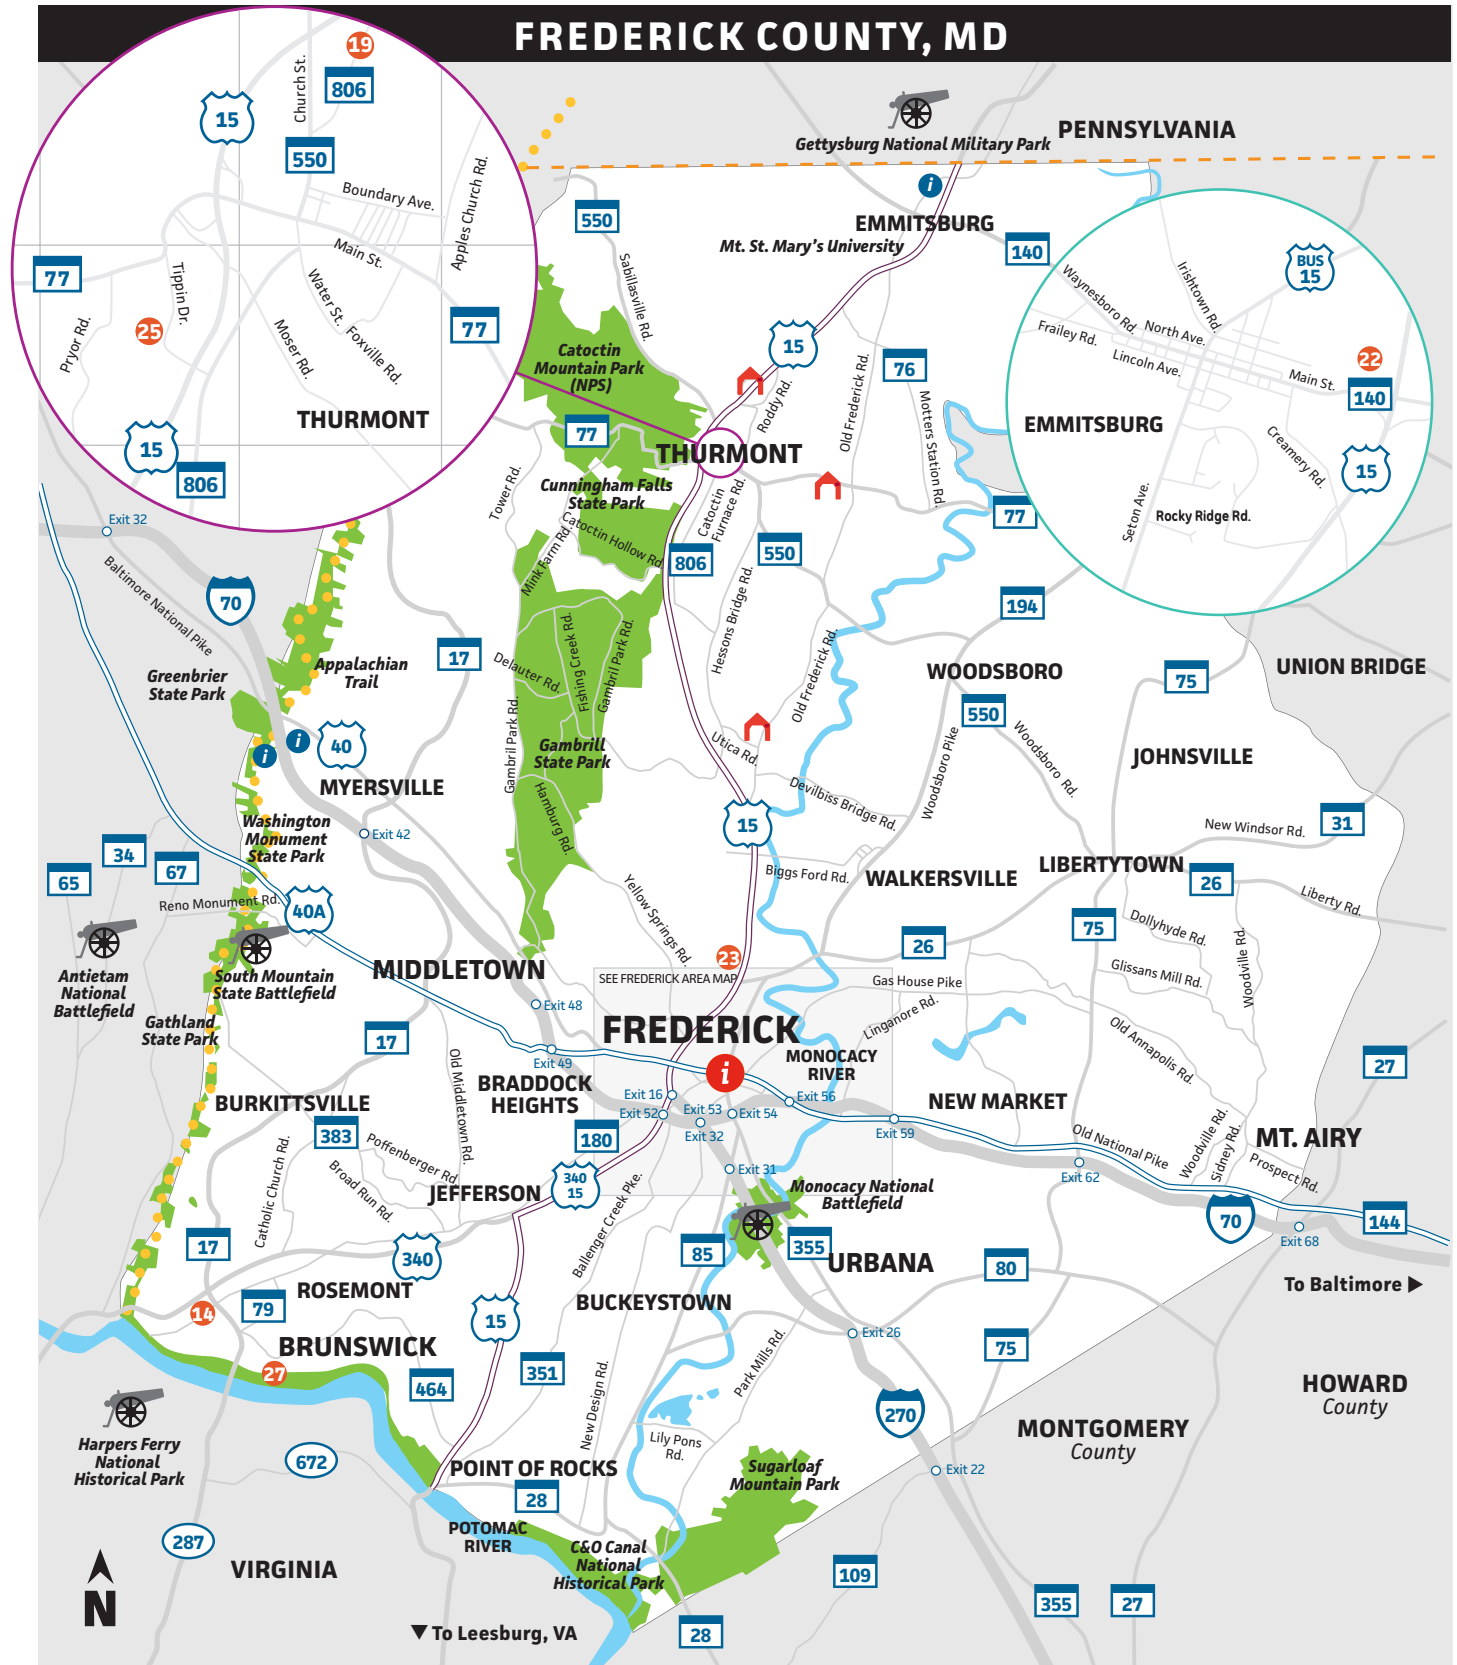 FREDERICK COUNTY, MD
19
806
Church St.
15
550
Boundary Ave.
Apples Church Rd.
Main St.
77
Tippin Dr.
Water St.
Foxville Rd.
77
25
Pryor Rd.
Moser Rd.
THURMONT
15
806
Gettysburg National Military Park
PENNSYLVANIA
i
EMMITSBURG
Mt. St. Mary's University
550
Sabillasville Rd.
140
BUS
15
Irishtown Rd.
Waynesboro Rd.
North Ave.
Frailey Rd.
Lincoln Ave.
22
Main St.
140
EMMITSBURG
Creamery Rd.
15
Seton Ave.
Rocky Ridge Rd.
15
Catoctin
Mountain Park
(NPS)
76
Roddy Rd.
Old Frederick Rd.
Motters Station Rd.
77
THURMONT
Tower Rd.
Cunningham Falls
State Park
Catoctin
Furnace Rd.
77
Exit 32
Catoctin Hollow Rd.
Mink Farm Rd.
806
550
Baltimore National Pike
70
Hessons Bridge Rd.
194
Appalachian
Trail
17
Delauter Rd.
Fishing Creek Rd.
Gambril Park Rd.
Old Frederick Rd.
WOODSBORO
UNION BRIDGE
Greenbrier
State Park
75
550
Gambril Park Rd.
i
i
40
Gambrill
State Park
Utica Rd.
Woodsboro Pike
Woodsboro Rd.
JOHNSVILLE
MYERSVILLE
Hamburg Rd.
Devilbiss Bridge Rd.
15
New Windsor Rd.
31
Washington
Monument
State Park
Exit 42
34
67
65
Biggs Ford Rd.
WALKERSVILLE
LIBERTYTOWN
26
Liberty Rd.
Reno Monument Rd.
40A
Yellow Springs Rd.
75
Dollyhyde Rd.
26
Woodville Rd.
23
SEE FREDERICK AREA MAP
Antietam
National
Battlefield
South Mountain
State Battlefield
MIDDLETOWN
Gas House Pike
Glissans Mill Rd.
Exit 48
Linganore Rd.
Gathland
State Park
FREDERICK
Old Annapolis Rd.
17
Exit 49
i
MONOCACY
RIVER
27
Old Middletown Rd.
BRADDOCK
HEIGHTS
Exit 16
Exit 56
BURKITTSVILLE
NEW MARKET
Exit 52
Exit 53
Exit 54
Exit 32
Exit 59
383
180
Old National Pike
Woodville Rd.
Sidney Rd.
MT. AIRY
Poffenberger Rd.
Catholic Church Rd.
Broad Run Rd.
Exit 31
Exit 62
Prospect Rd.
JEFFERSON
340
15
Ballenger Creek Pke.
Monocacy National
Battlefield
70
144
Exit 68
17
340
85
355
URBANA
80
ROSEMONT
To Baltimore
14
79
BUCKEYSTOWN
15
Exit 26
BRUNSWICK
75
27
464
351
Park Mills Rd.
New Design Rd.
HOWARD
County
270
Harpers Ferry
National
Historical Park
Lily Pons
Rd.
MONTGOMERY
County
672
POINT OF ROCKS
Sugarloaf
Mountain Park
Exit 22
28
287
POTOMAC
RIVER
C&O Canal
National
Historical Park
VIRGINIA
109
N
355
27
To Leesburg, VA
28